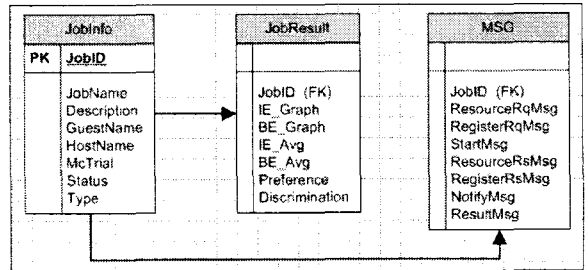 JobInfo
PK JobID
JobName
Description
GuestName
HostName
McTrial
Status
Type
JobResult
JobID (FK)
IE_Graph
BE_Graph
IE_Avg
BE_Avg
Preference
Discrimination
MSG
JobID (FK)
ResourceRqMsg
RegisterRqMsg
StartMsg
ResourceRsMsg
RegisterRsMsg
NotifyMsg
ResultMsg